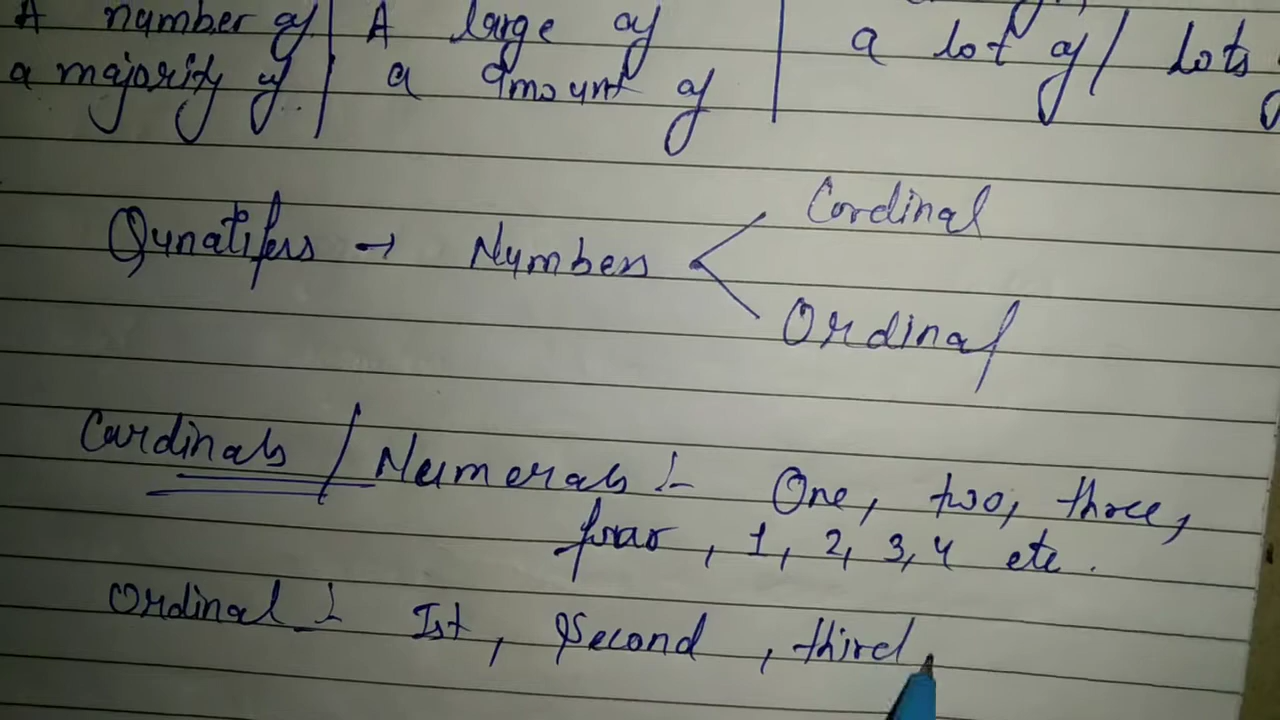 A number of | A large of | a lot of / Lots
a majority of | a amount of
Qunatifers → Numbers < Cordinal
Ordinal
Cardinals / Numerals :- One, two, three,
four, 1, 2, 3, 4 etc.
Ordinal :- Ist, Second, third,